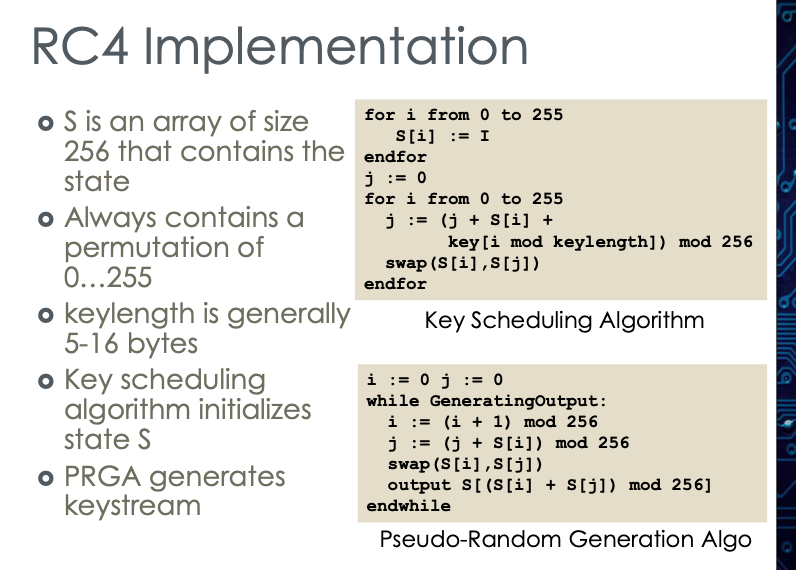 RC4 Implementation
S is an array of size
256 that contains the
state
Always contains a
permutation of
0...255
keylength is generally
5-16 bytes
Key scheduling
algorithm initializes
state S
PRGA generates
keystream
for i from 0 to 255
   S[i] := I
endfor
j := 0
for i from 0 to 255
  j := (j + S[i] +
        key[i mod keylength]) mod 256
  swap(S[i],S[j])
endfor
Key Scheduling Algorithm
i := 0 j := 0
while GeneratingOutput:
  i := (i + 1) mod 256
  j := (j + S[i]) mod 256
  swap(S[i],S[j])
  output S[(S[i] + S[j]) mod 256]
endwhile
Pseudo-Random Generation Algo